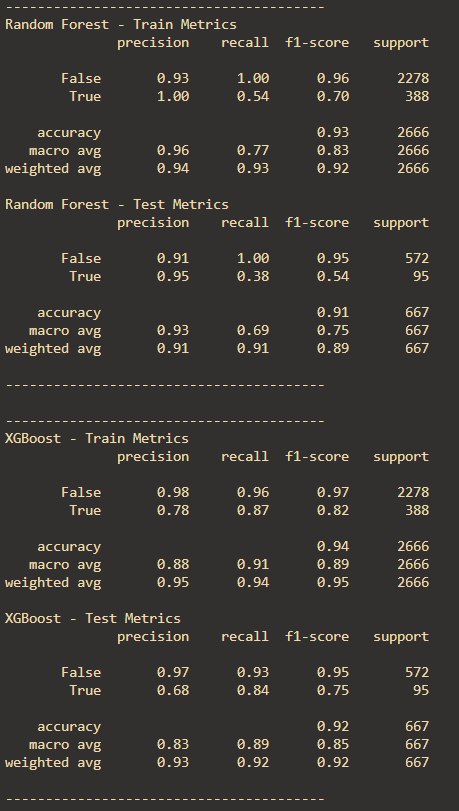 ----------------------------------------
Random Forest - Train Metrics
              precision    recall  f1-score   support

       False       0.93      1.00      0.96      2278
        True       1.00      0.54      0.70       388

    accuracy                           0.93      2666
   macro avg       0.96      0.77      0.83      2666
weighted avg       0.94      0.93      0.92      2666

Random Forest - Test Metrics
              precision    recall  f1-score   support

       False       0.91      1.00      0.95       572
        True       0.95      0.38      0.54        95

    accuracy                           0.91       667
   macro avg       0.93      0.69      0.75       667
weighted avg       0.91      0.91      0.89       667

----------------------------------------

----------------------------------------
XGBoost - Train Metrics
              precision    recall  f1-score   support

       False       0.98      0.96      0.97      2278
        True       0.78      0.87      0.82       388

    accuracy                           0.94      2666
   macro avg       0.88      0.91      0.89      2666
weighted avg       0.95      0.94      0.95      2666

XGBoost - Test Metrics
              precision    recall  f1-score   support

       False       0.97      0.93      0.95       572
        True       0.68      0.84      0.75        95

    accuracy                           0.92       667
   macro avg       0.83      0.89      0.85       667
weighted avg       0.93      0.92      0.92       667

----------------------------------------